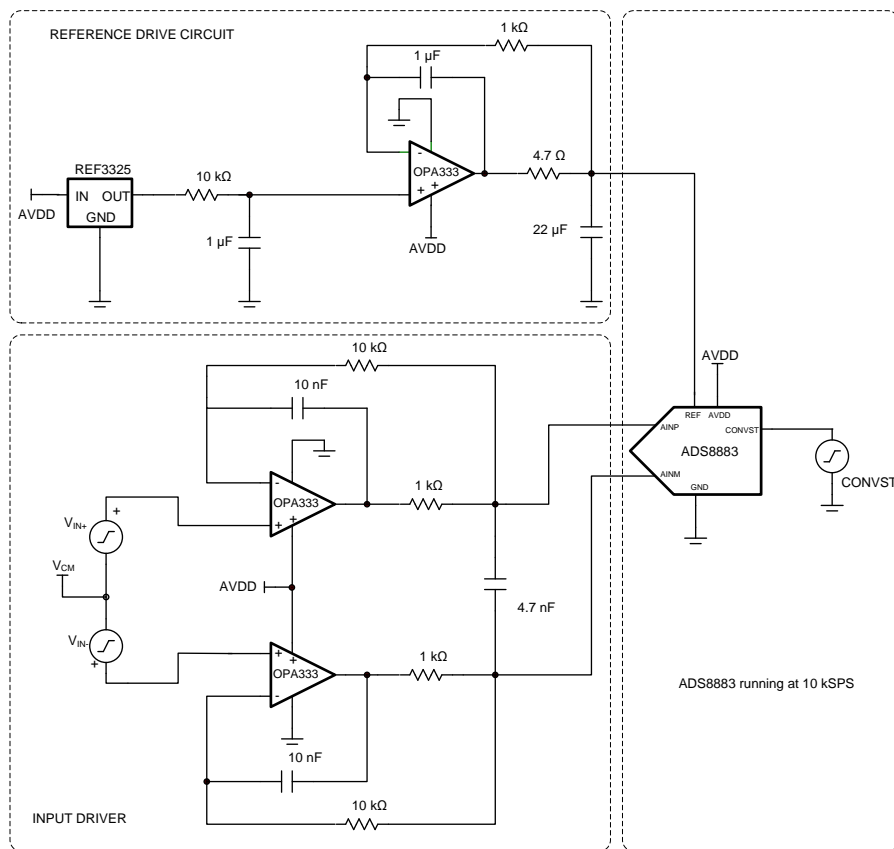 REFERENCE DRIVE CIRCUIT
1 kΩ
1 µF
REF3325
10 kΩ
IN OUT
GND
AVDD
1 µF
-
OPA333
+ +
AVDD
4.7 Ω
22 µF
10 kΩ
10 nF
-
OPA333
+ +
1 kΩ
VIN+
+
VCM
VIN-
+
AVDD
4.7 nF
1 kΩ
+ +
OPA333
-
10 nF
10 kΩ
INPUT DRIVER
AVDD
REF AVDD
AINP
CONVST
ADS8883
AINM
GND
CONVST
ADS8883 running at 10 kSPS